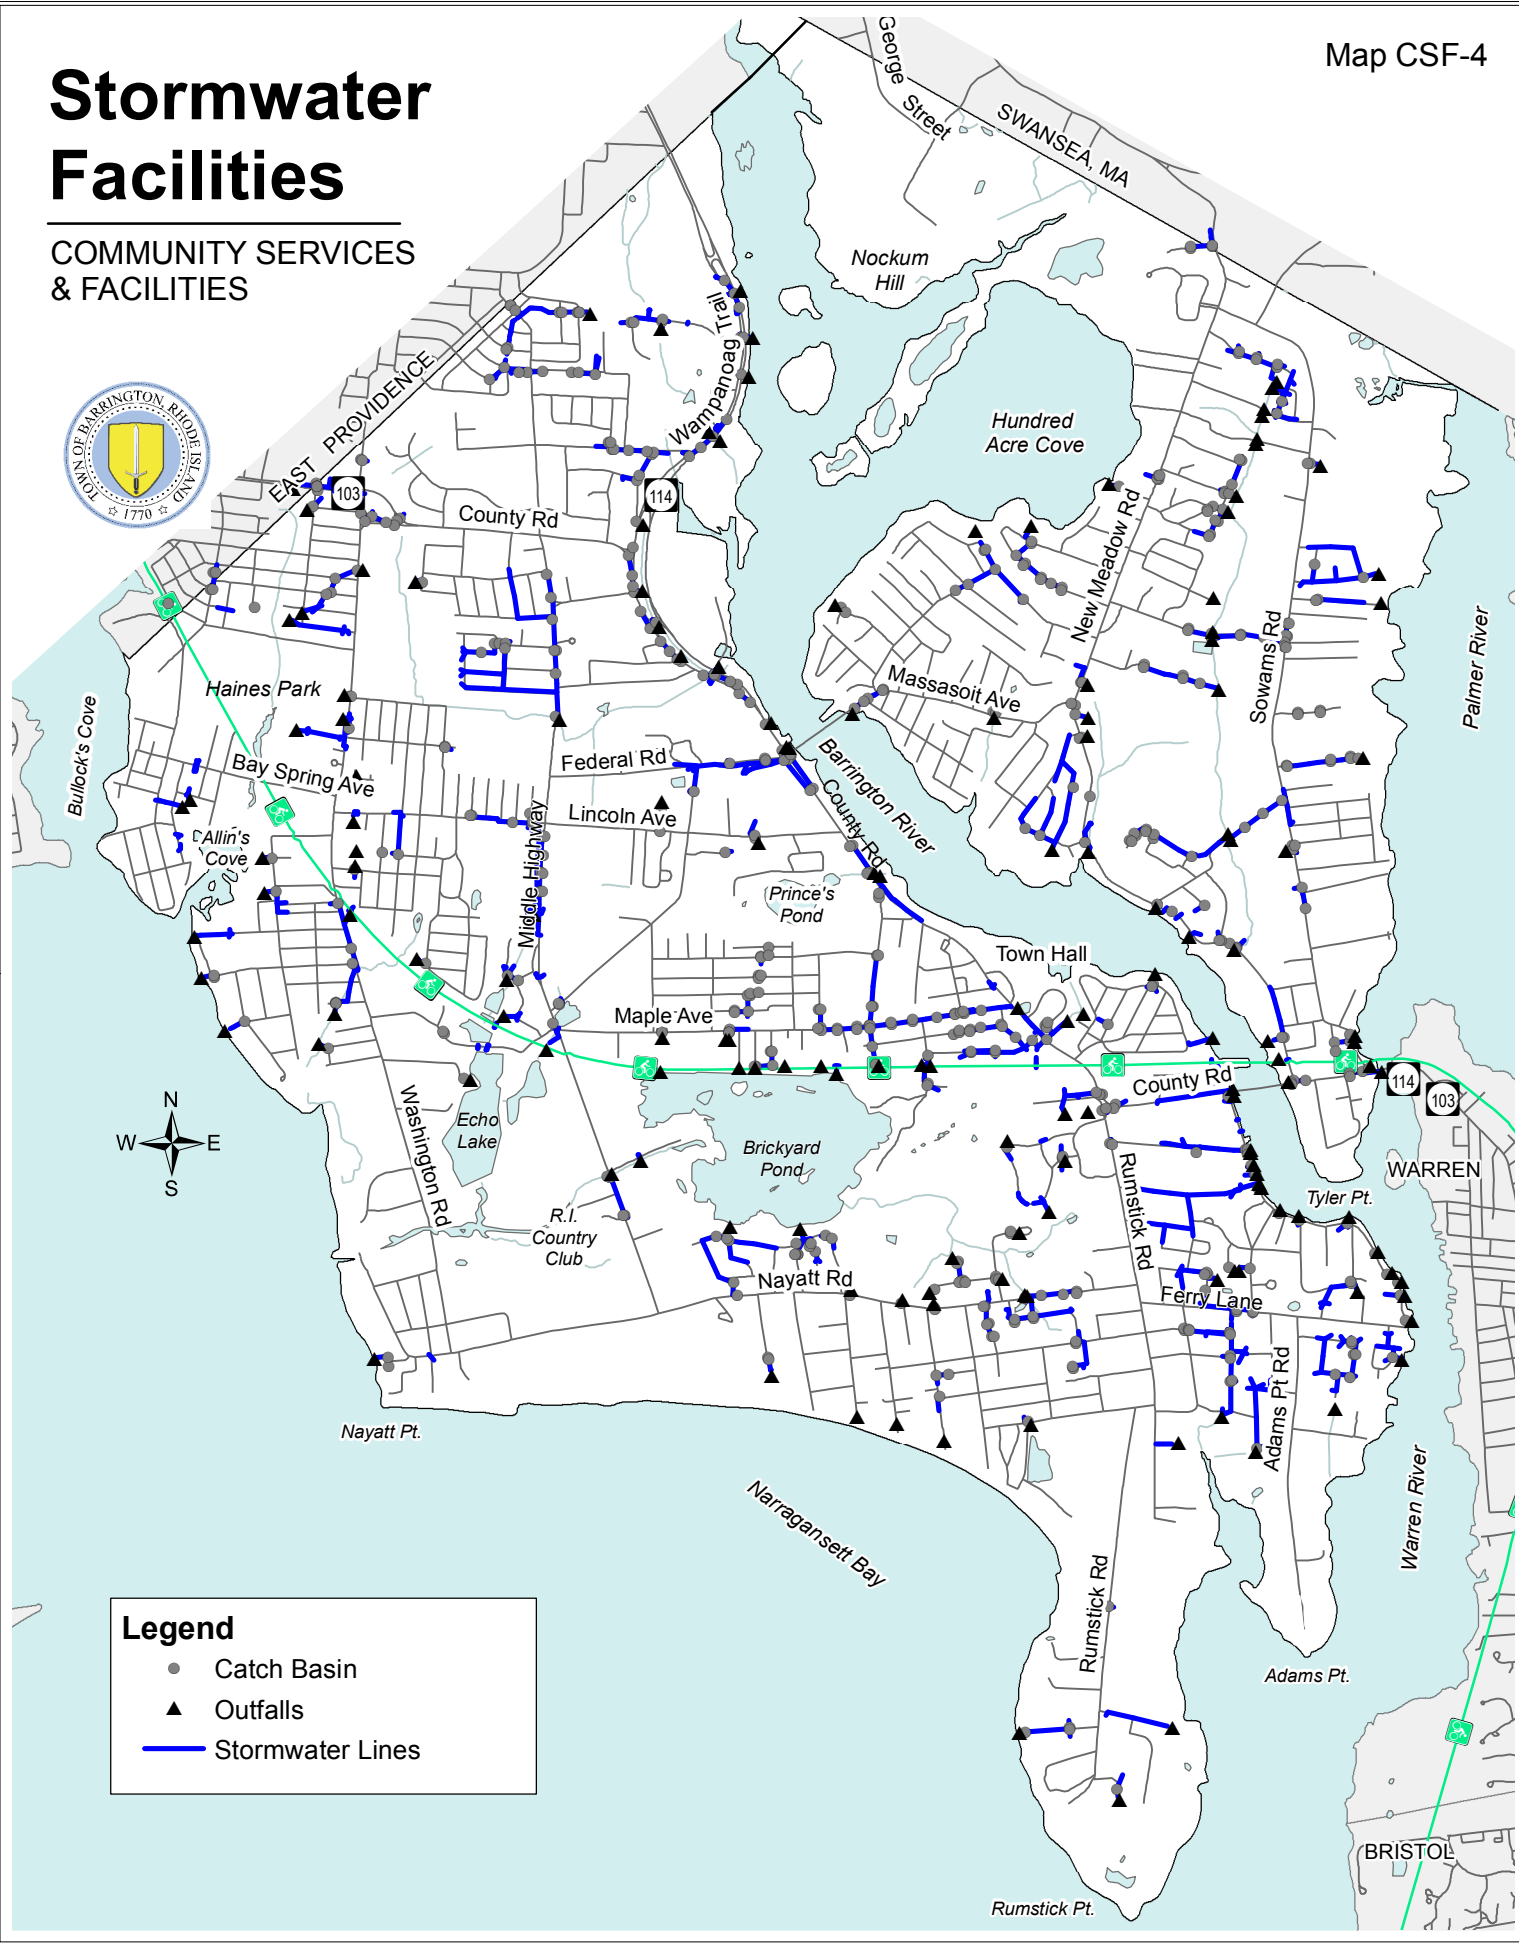 Map CSF-4
Stormwater
Facilities
COMMUNITY SERVICES
& FACILITIES
TOWN OF BARRINGTON, RHODE ISLAND
☆ 1770 ☆
George
Street
SWANSEA, MA
Nockum
Hill
Wampanoag Trail
EAST PROVIDENCE
Hundred
Acre Cove
103
114
County Rd
New Meadow Rd
Sowams Rd
Palmer River
Haines Park
Massasoit Ave
Bullock's Cove
Bay Spring Ave
Federal Rd
Barrington River
County Rd
Lincoln Ave
Middle Highway
Allin's
Cove
Prince's
Pond
Town Hall
Maple Ave
County Rd
114
103
N
W
E
S
Washington Rd
Echo
Lake
Brickyard
Pond
Rumstick Rd
WARREN
Tyler Pt.
R.I.
Country
Club
Nayatt Rd
Ferry Lane
Adams Pt Rd
Nayatt Pt.
Narragansett Bay
Warren River
Rumstick Rd
Adams Pt.
Legend
Catch Basin
Outfalls
Stormwater Lines
BRISTOL
Rumstick Pt.